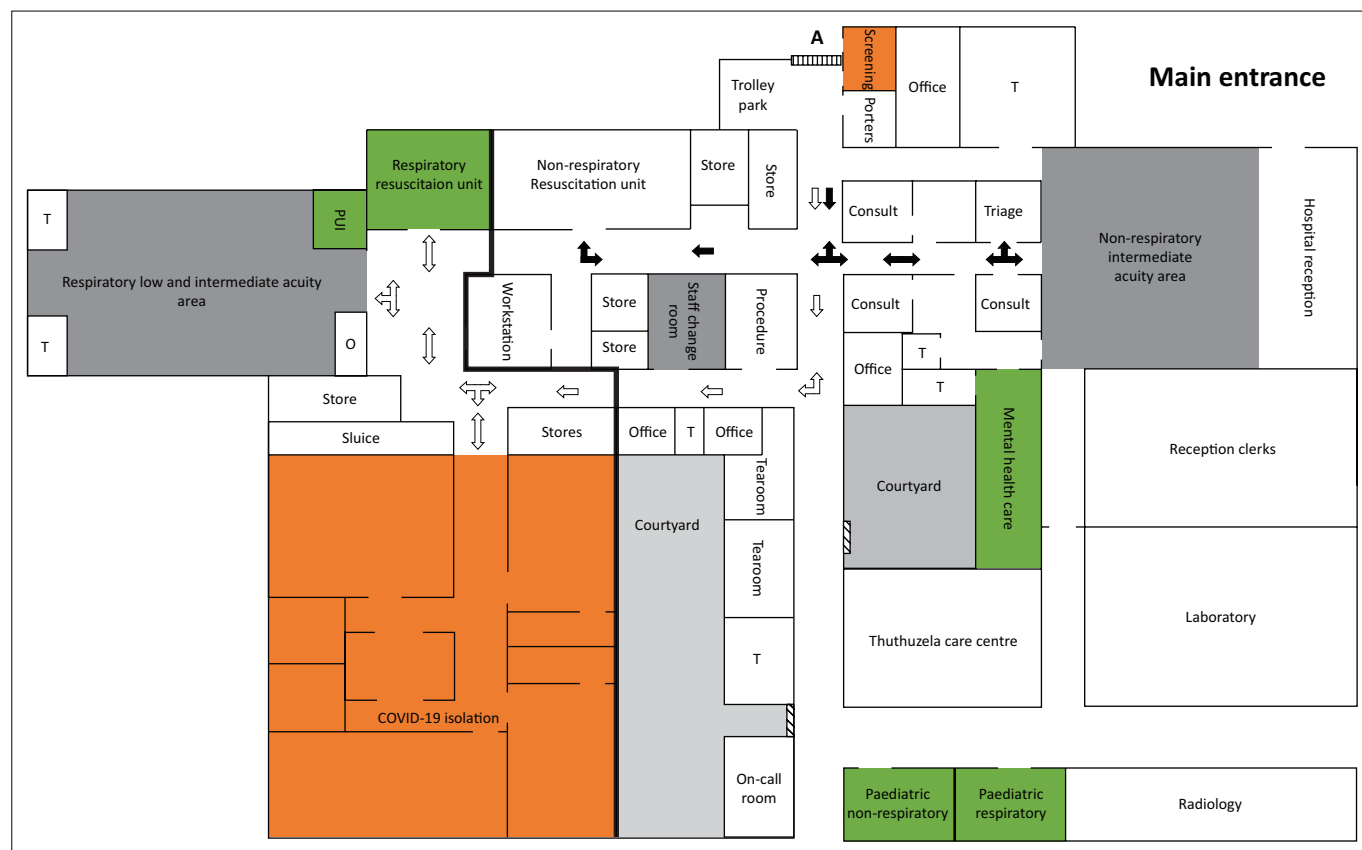 A
Screening
Porters
Office
T
Main entrance
Trolley
park
Respiratory
resuscitaion unit
Non-respiratory
Resuscitation unit
Store
Store
Consult
Triage
Non-respiratory
intermediate
acuity area
Hospital reception
T
PUI
Respiratory low and intermediate acuity
area
T
O
Workstation
Store
Store
Staff change
room
Procedure
Consult
Consult
Office
T
T
Mental health care
Store
Sluice
Stores
Office
T
Office
Tearoom
Courtyard
Courtyard
Reception clerks
Tearoom
T
Thuthuzela care centre
Laboratory
COVID-19 isolation
On-call
room
Paediatric
non-respiratory
Paediatric
respiratory
Radiology